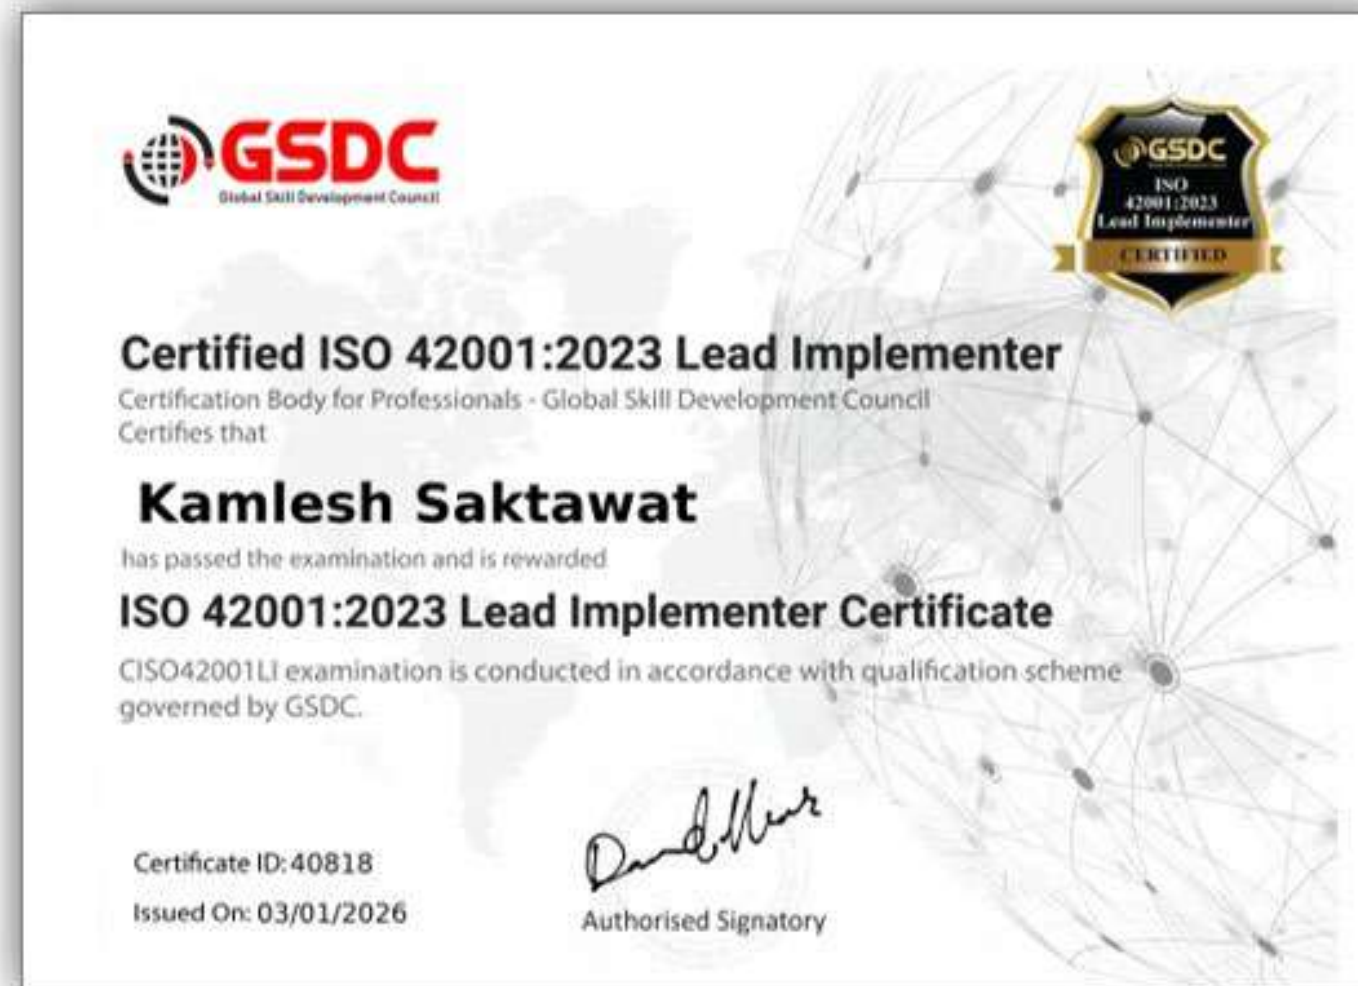 GSDC
Global Skill Development Council
GSDC
ISO
42001:2023
Lead Implementer
CERTIFIED
Certified ISO 42001:2023 Lead Implementer
Certification Body for Professionals - Global Skill Development Council
Certifies that
Kamlesh Saktawat
has passed the examination and is rewarded
ISO 42001:2023 Lead Implementer Certificate
CISO42001LI examination is conducted in accordance with qualification scheme
governed by GSDC.
Certificate ID: 40818
Issued On: 03/01/2026
Authorised Signatory